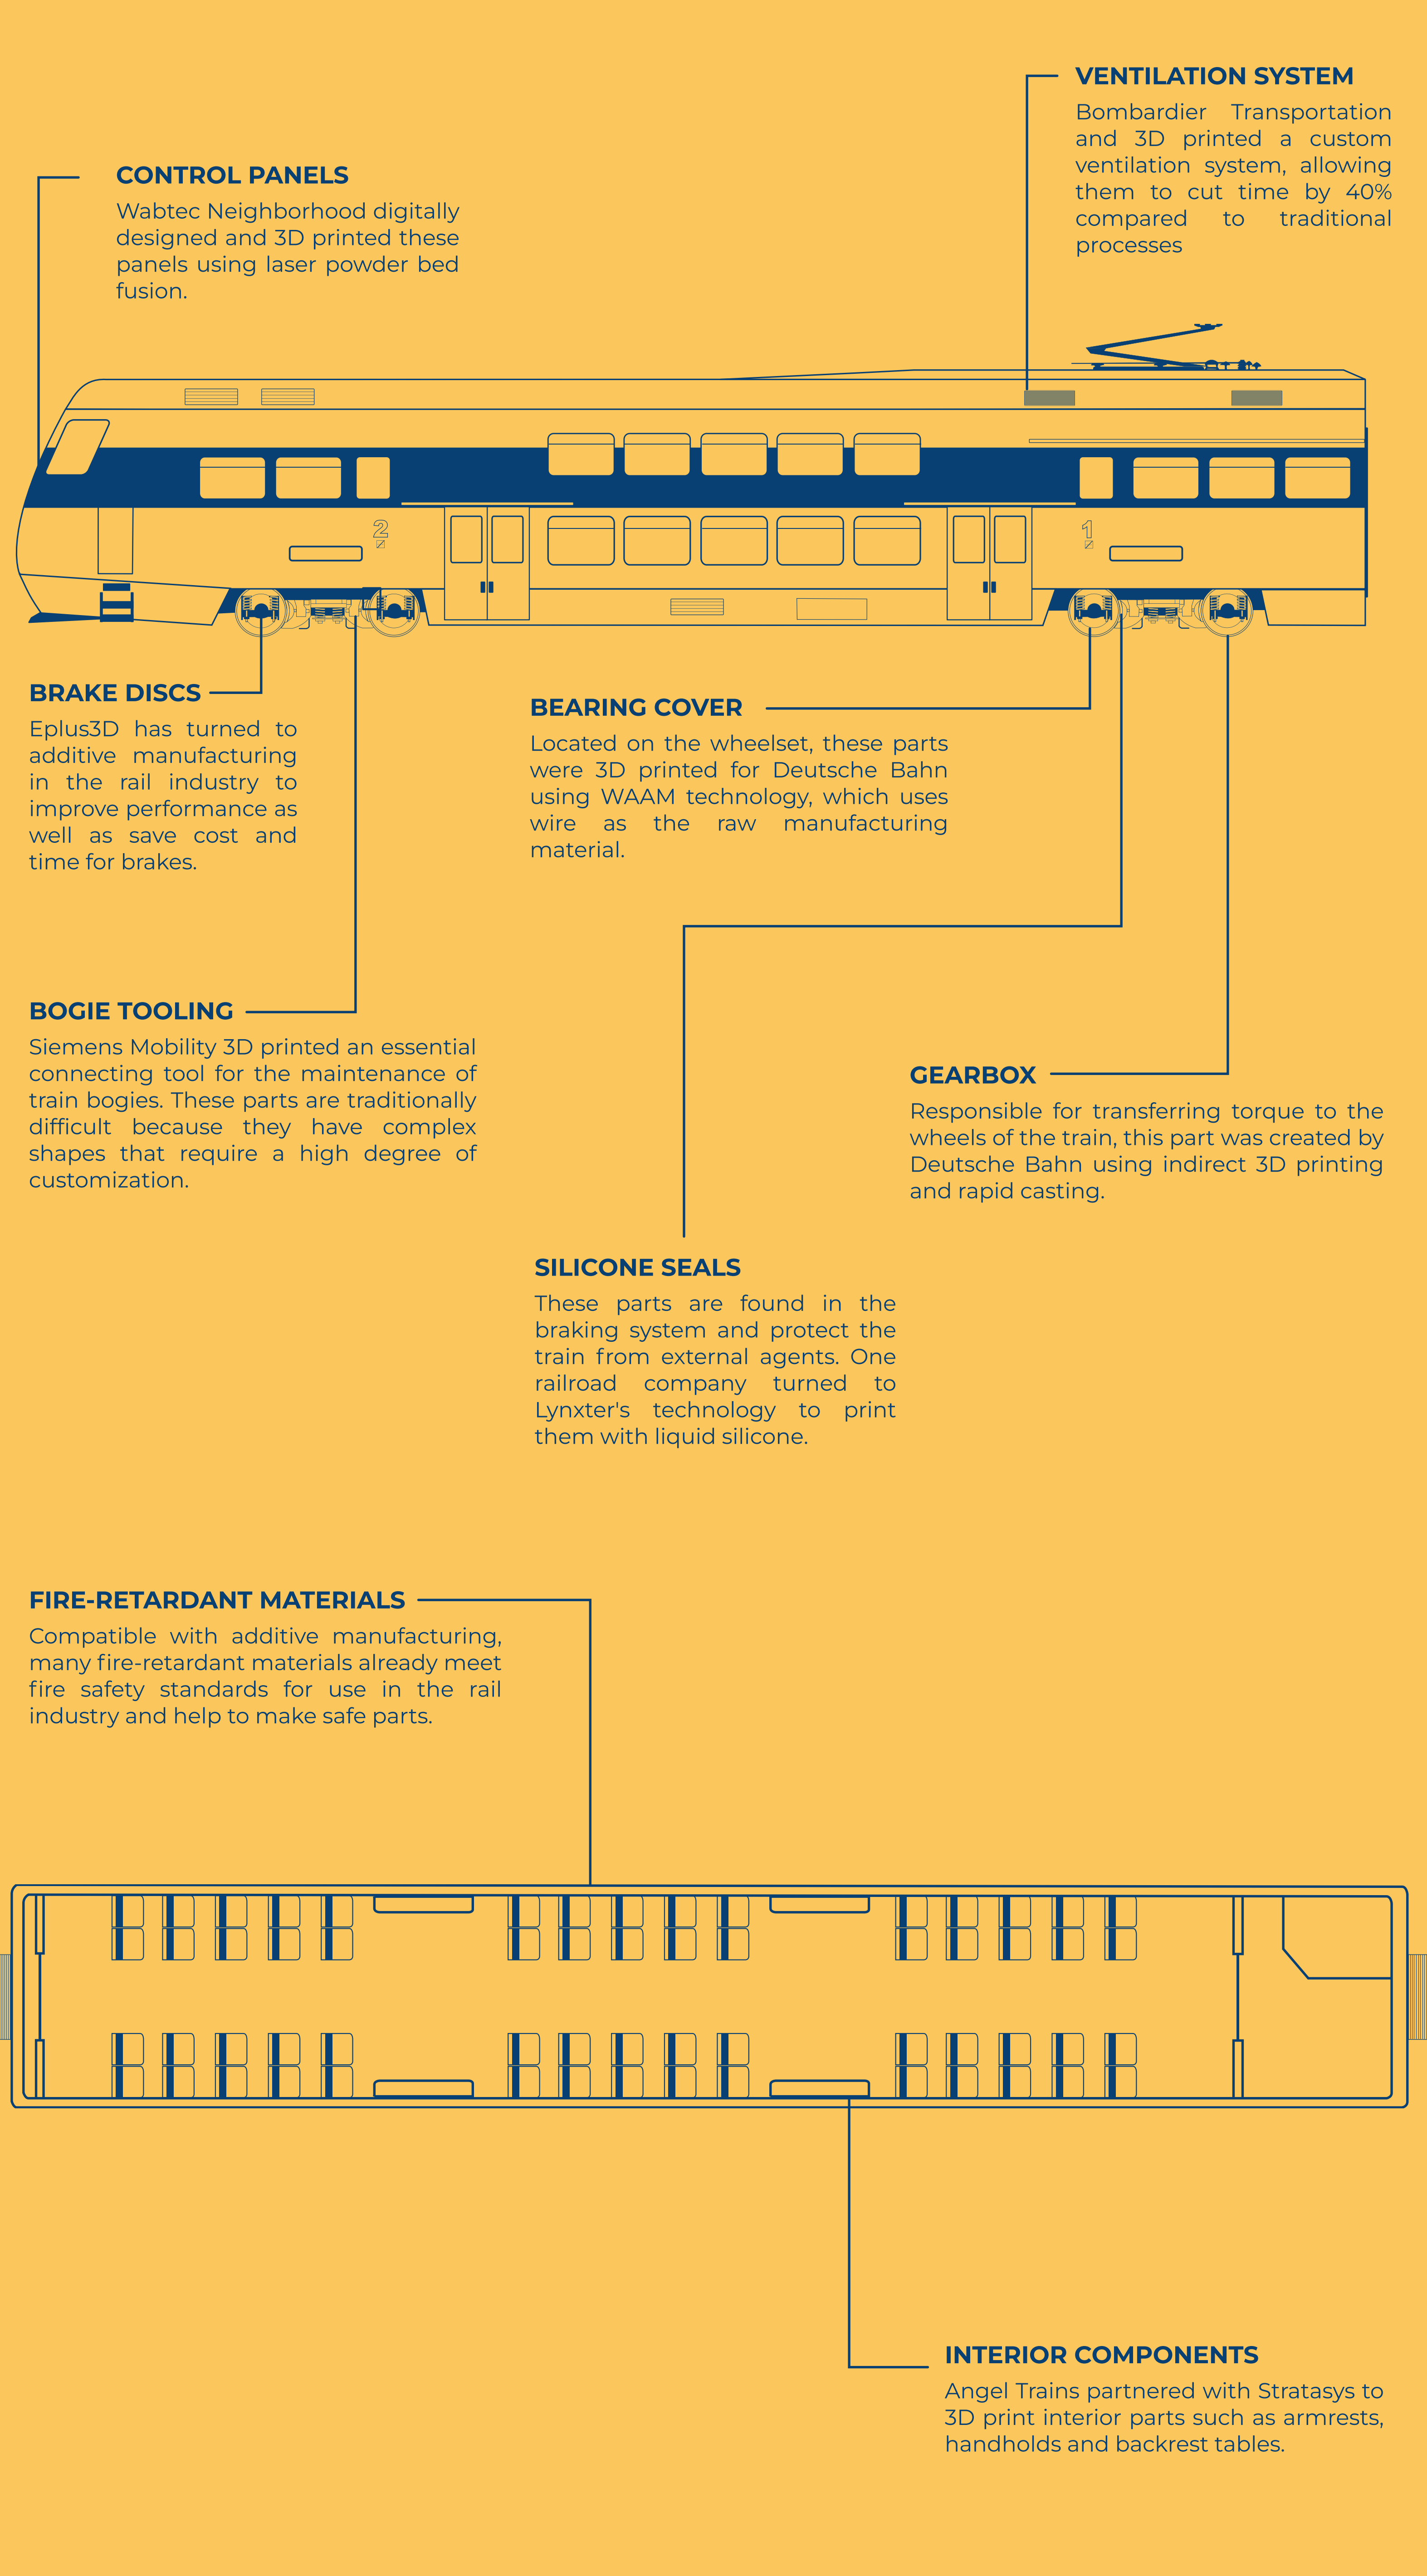 VENTILATION SYSTEM
Bombardier Transportation
and 3D printed a custom
ventilation system, allowing
them to cut time by 40%
compared to traditional
processes
CONTROL PANELS
Wabtec Neighborhood digitally
designed and 3D printed these
panels using laser powder bed
fusion.
2
1
BRAKE DISCS
Eplus3D has turned to
additive manufacturing
in the rail industry to
improve performance as
well as save cost and
time for brakes.
BEARING COVER
Located on the wheelset, these parts
were 3D printed for Deutsche Bahn
using WAAM technology, which uses
wire as the raw manufacturing
material.
BOGIE TOOLING
Siemens Mobility 3D printed an essential
connecting tool for the maintenance of
train bogies. These parts are traditionally
difficult because they have complex
shapes that require a high degree of
customization.
GEARBOX
Responsible for transferring torque to the
wheels of the train, this part was created by
Deutsche Bahn using indirect 3D printing
and rapid casting.
SILICONE SEALS
These parts are found in the
braking system and protect the
train from external agents. One
railroad company turned to
Lynxter's technology to print
them with liquid silicone.
FIRE-RETARDANT MATERIALS
Compatible with additive manufacturing,
many fire-retardant materials already meet
fire safety standards for use in the rail
industry and help to make safe parts.
INTERIOR COMPONENTS
Angel Trains partnered with Stratasys to
3D print interior parts such as armrests,
handholds and backrest tables.